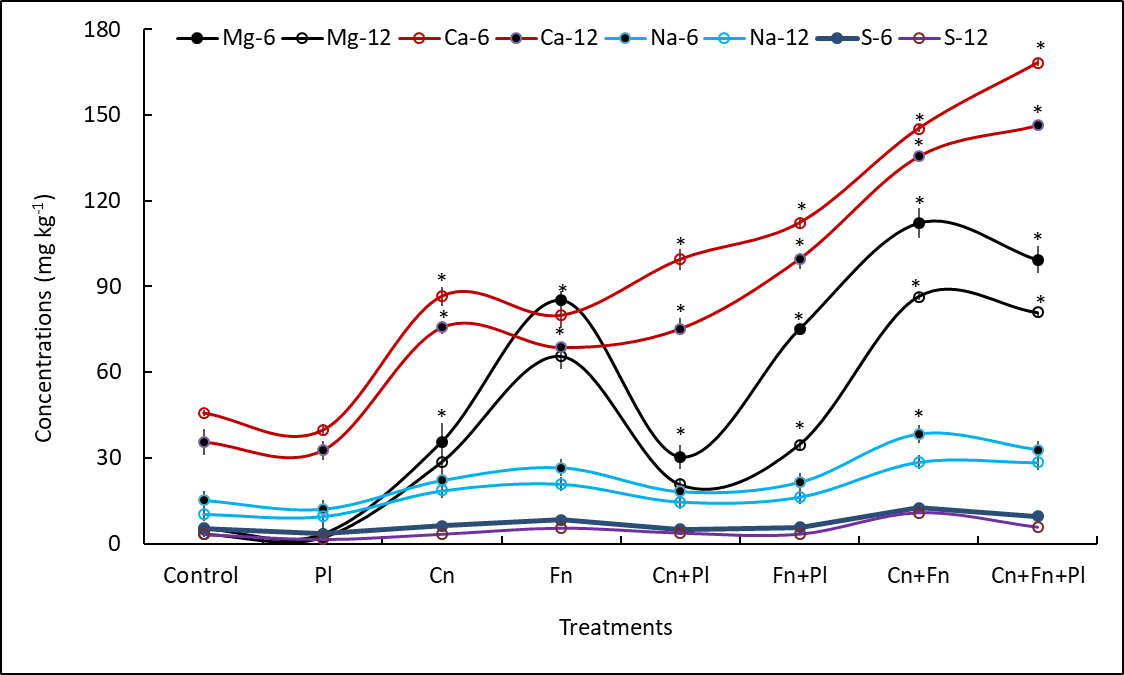 Mg-6 Mg-12 Ca-6 Ca-12 Na-6 Na-12 S-6 S-12
180
150
120
90
60
30
0
Concentrations (mg kg⁻¹)
* * * * * * * * * * * * * * * * * * * * * *
Control Pl Cn Fn Cn+Pl Fn+Pl Cn+Fn Cn+Fn+Pl
Treatments